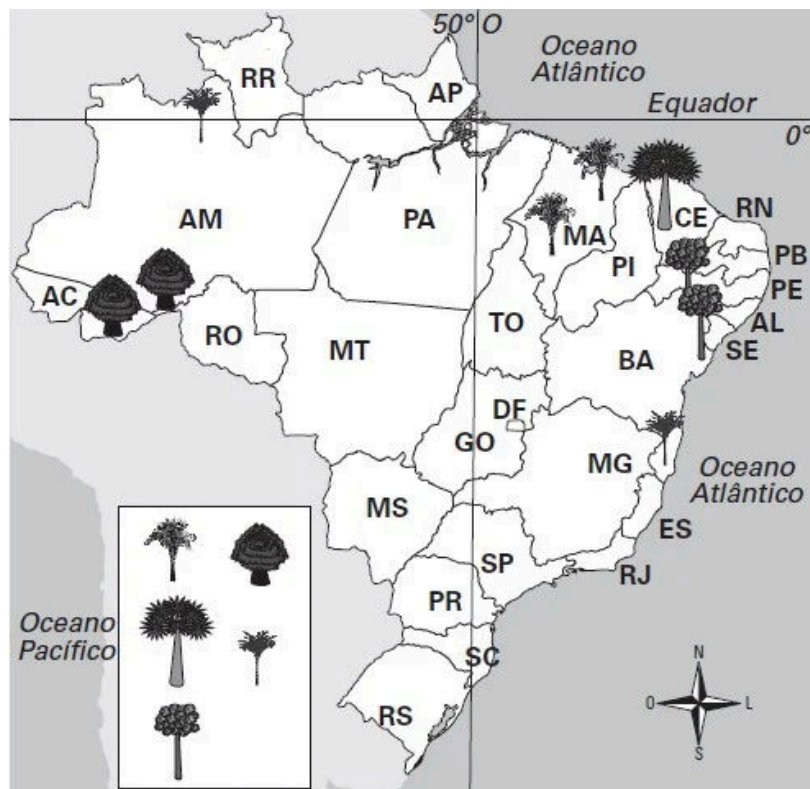 50° O
Oceano
Atlântico
RR
AP
Equador
0°
AM
PA
MA
CE
RN
PB
PI
PE
AC
AL
TO
RO
SE
MT
BA
DF
GO
MG
Oceano
Atlântico
MS
ES
SP
RJ
PR
Oceano
Pacífico
SC
RS
N
O
L
S